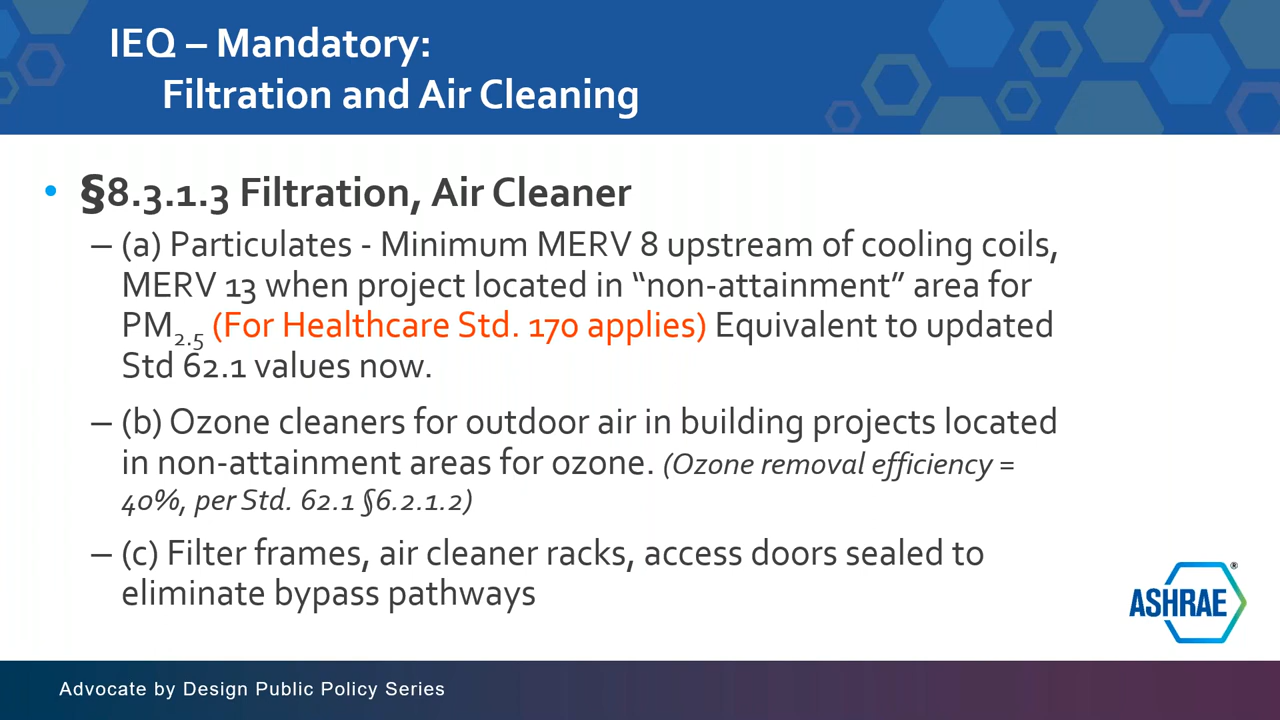 IEQ – Mandatory:
Filtration and Air Cleaning
• §8.3.1.3 Filtration, Air Cleaner
– (a) Particulates - Minimum MERV 8 upstream of cooling coils,
MERV 13 when project located in “non-attainment” area for
PM2.5 (For Healthcare Std. 170 applies) Equivalent to updated
Std 62.1 values now.
– (b) Ozone cleaners for outdoor air in building projects located
in non-attainment areas for ozone. (Ozone removal efficiency =
40%, per Std. 62.1 §6.2.1.2)
– (c) Filter frames, air cleaner racks, access doors sealed to
eliminate bypass pathways
ASHRAE®
Advocate by Design Public Policy Series